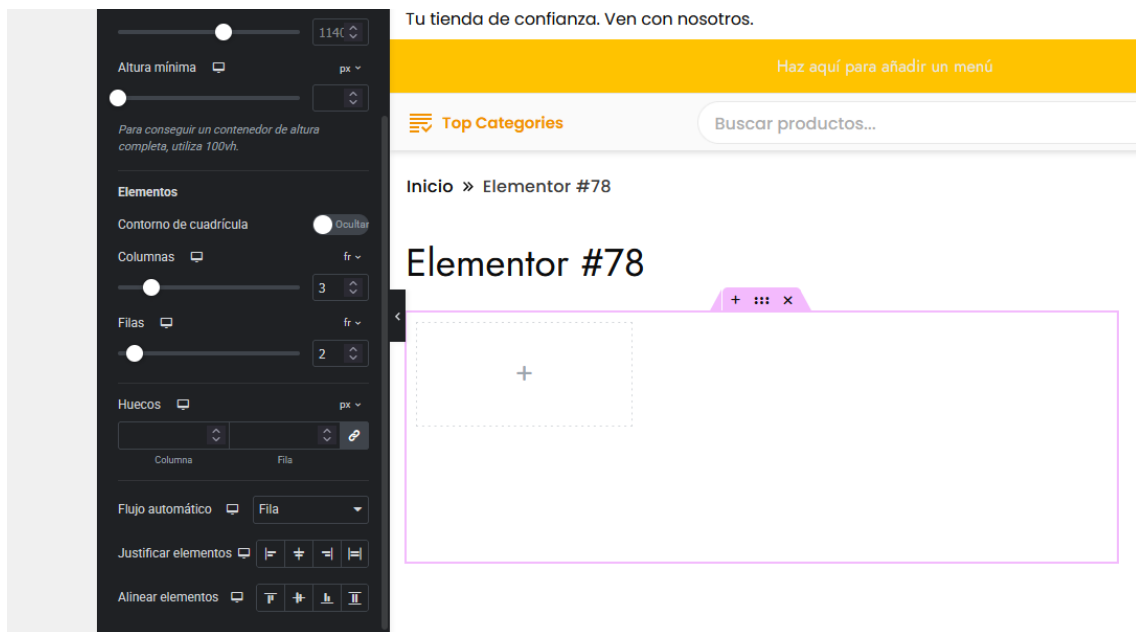 1140
Altura mínima
px
Para conseguir un contenedor de altura
completa, utiliza 100vh.
Elementos
Contorno de cuadrícula
Ocultar
Columnas
fr
3
Filas
fr
2
Huecos
px
Columna
Fila
Flujo automático
Fila
Justificar elementos
Alinear elementos
Tu tienda de confianza. Ven con nosotros.
Haz aquí para añadir un menú
Top Categories
Buscar productos...
Inicio » Elementor #78
Elementor #78